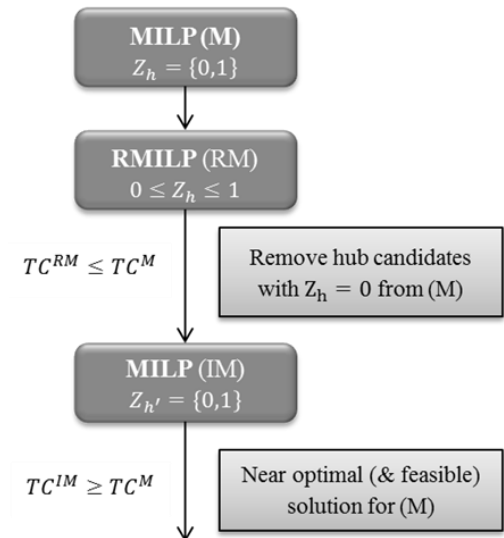 MILP (M)
Z_h = {0,1}
RMILP (RM)
0 ≤ Z_h ≤ 1
TC^{RM} ≤ TC^M
Remove hub candidates
with Z_h = 0 from (M)
MILP (IM)
Z_{h'} = {0,1}
TC^{IM} ≥ TC^M
Near optimal (& feasible)
solution for (M)